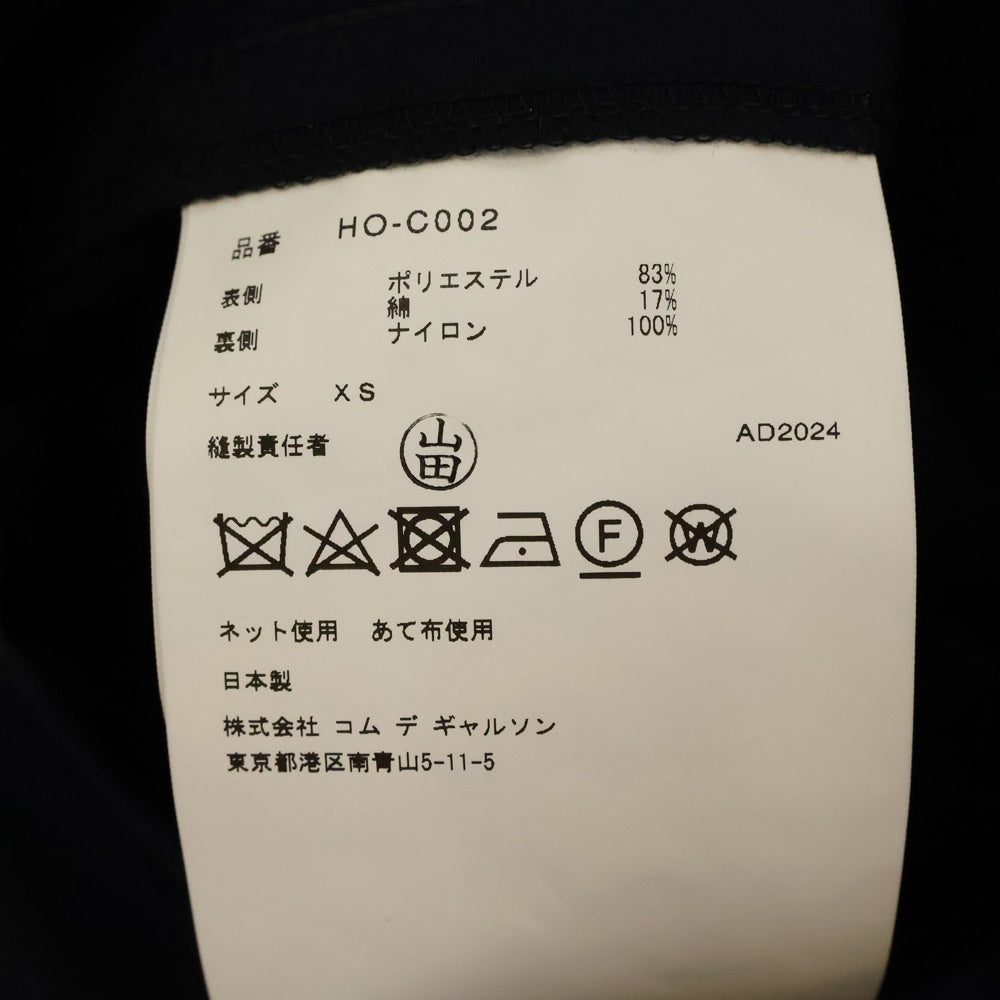 品番 HO-C002
表側 ポリエステル 83%
綿 17%
裏側 ナイロン 100%
サイズ XS
縫製責任者 山田
AD2024
F W
ネット使用 あて布使用
日本製
株式会社 コム デ ギャルソン
東京都港区南青山5-11-5